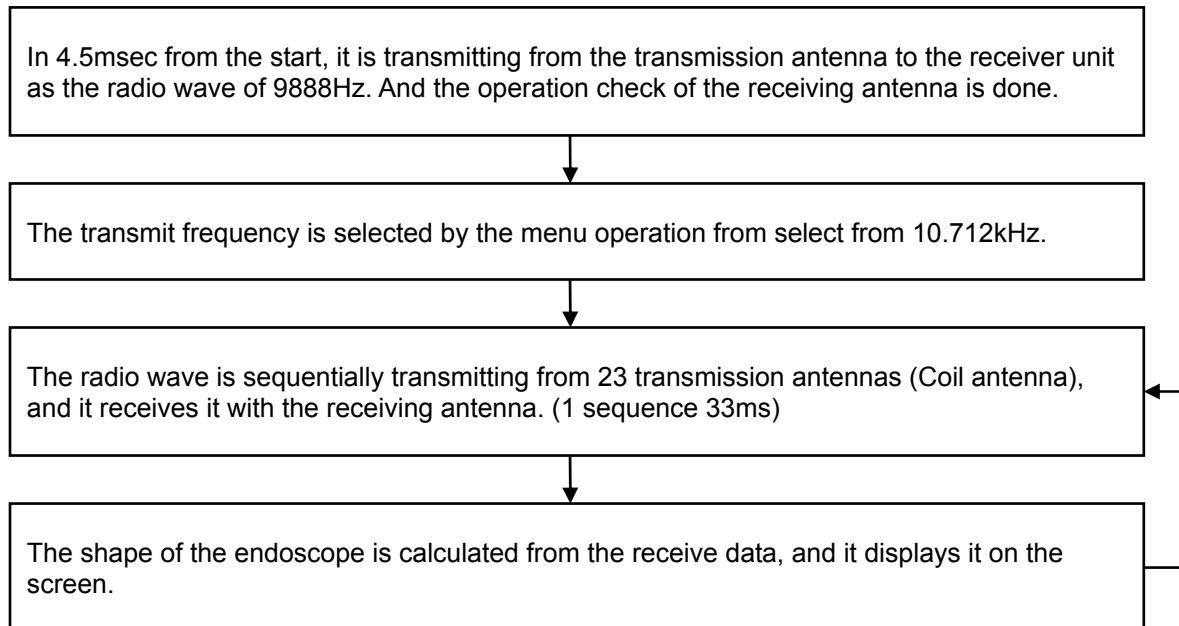 In 4.5msec from the start, it is transmitting from the transmission antenna to the receiver unit
as the radio wave of 9888Hz. And the operation check of the receiving antenna is done.
The transmit frequency is selected by the menu operation from select from 10.712kHz.
The radio wave is sequentially transmitting from 23 transmission antennas (Coil antenna),
and it receives it with the receiving antenna. (1 sequence 33ms)
The shape of the endoscope is calculated from the receive data, and it displays it on the
screen.